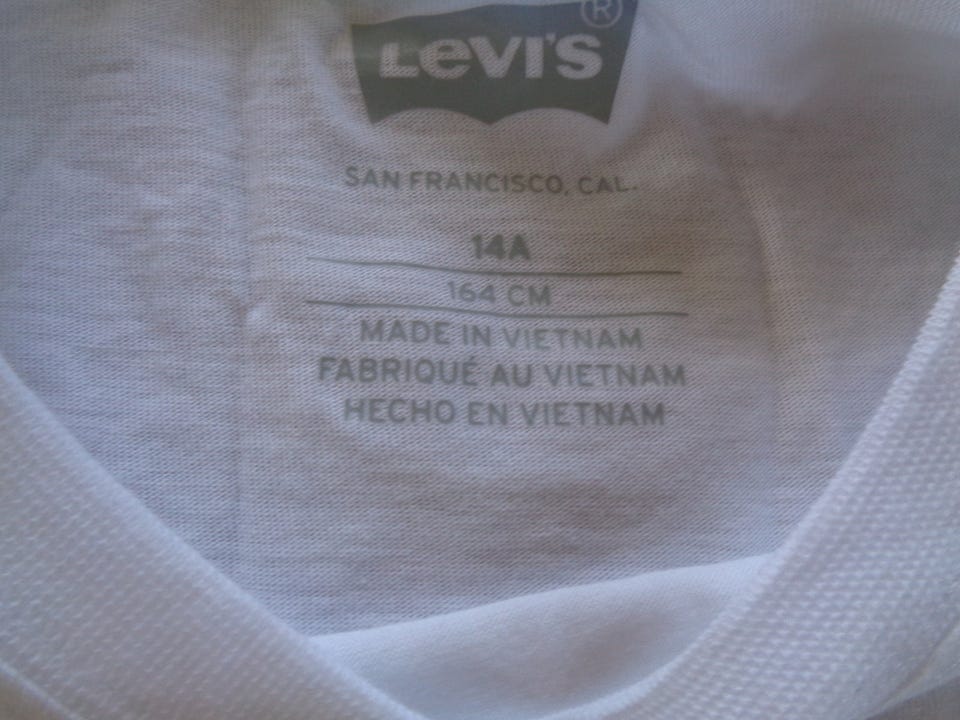 LEVI'S ®
SAN FRANCISCO, CAL.
14A
164 CM
MADE IN VIETNAM
FABRIQUÉ AU VIETNAM
HECHO EN VIETNAM